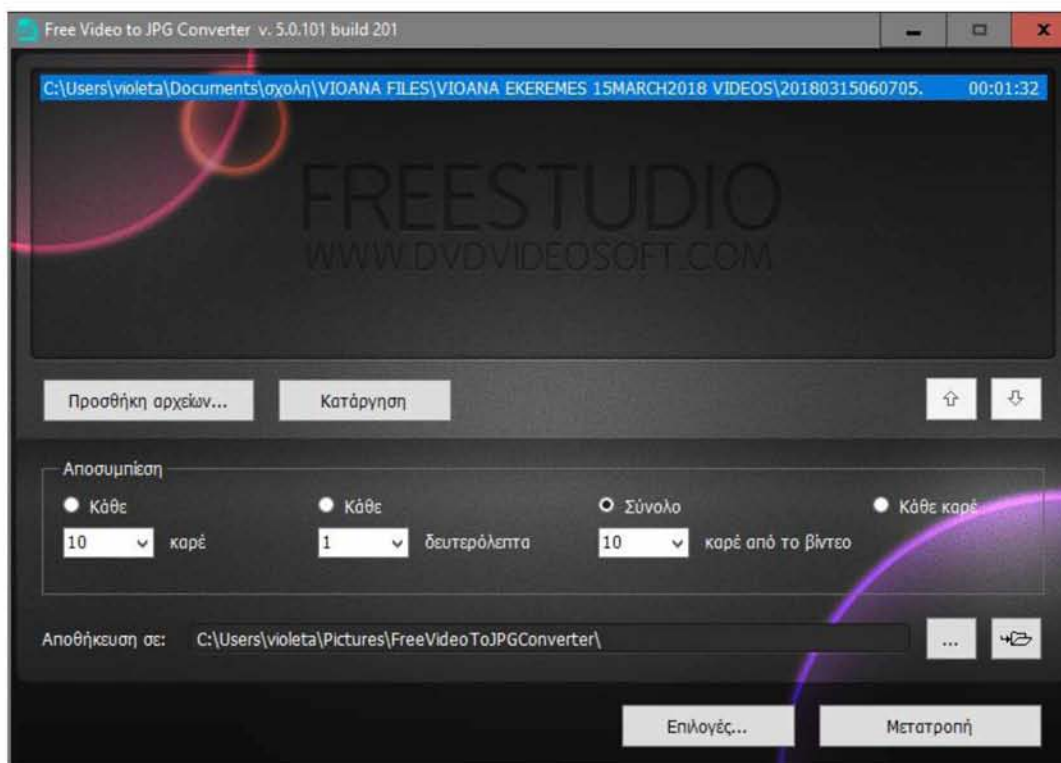 Free Video to JPG Converter v. 5.0.101 build 201
C:\Users\violeta\Documents\σχολη\VIOANA FILES\VIOANA EKEREMES 15MARCH2018 VIDEOS\20180315060705. 00:01:32
FREESTUDIO
WWW.DVDVIDEOSOFT.COM
Προσθήκη αρχείων... Κατάργηση
Αποσυμπίεση
Κάθε Κάθε Σύνολο Κάθε καρέ
10 καρέ 1 δευτερόλεπτα 10 καρέ από το βίντεο
Αποθήκευση σε: C:\Users\violeta\Pictures\FreeVideoToJPGConverter\ ...
Επιλογές... Μετατροπή